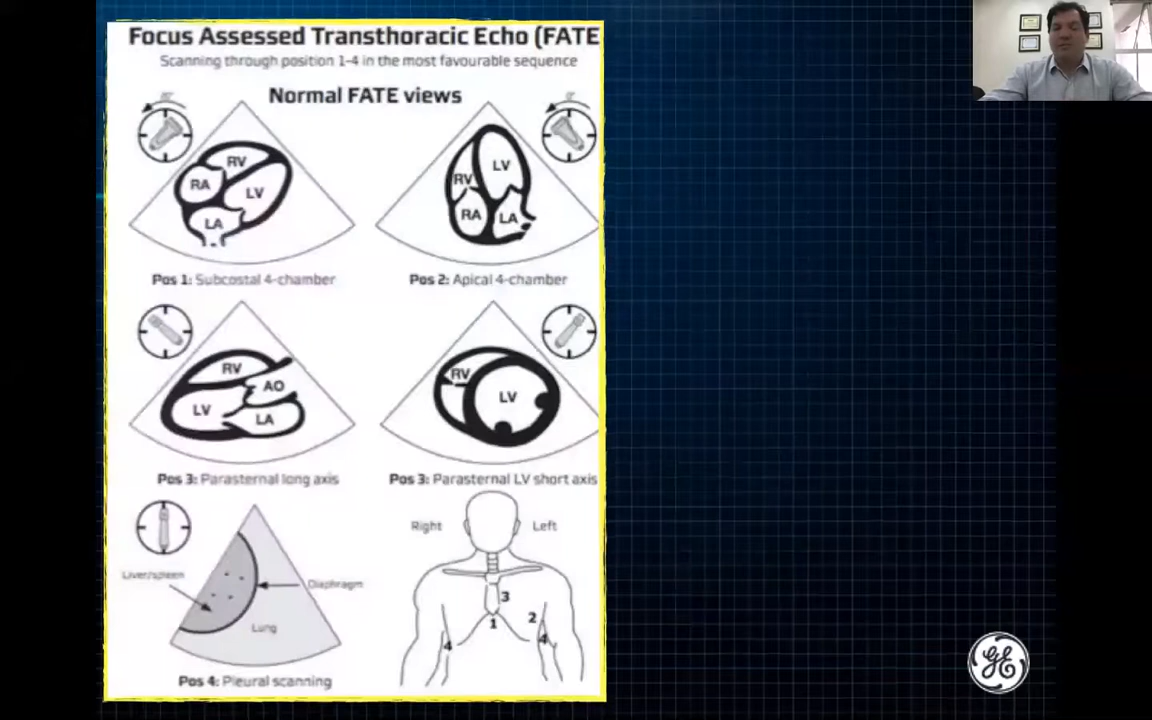 Focus Assessed Transthoracic Echo (FATE
Scanning through position 1-4 in the most favourable sequence
Normal FATE views
0°
RV
RA
LV
LA
Pos 1: Subcostal 4-chamber
LV
RV
RA
LA
Pos 2: Apical 4-chamber
RV
AO
LV
LA
Pos 3: Parasternal long axis
RV
LV
Pos 3: Parasternal LV short axis
Liver/spleen
Diaphragm
Lung
Pos 4: Pleural scanning
Right
Left
3
2
1
4
4
GE